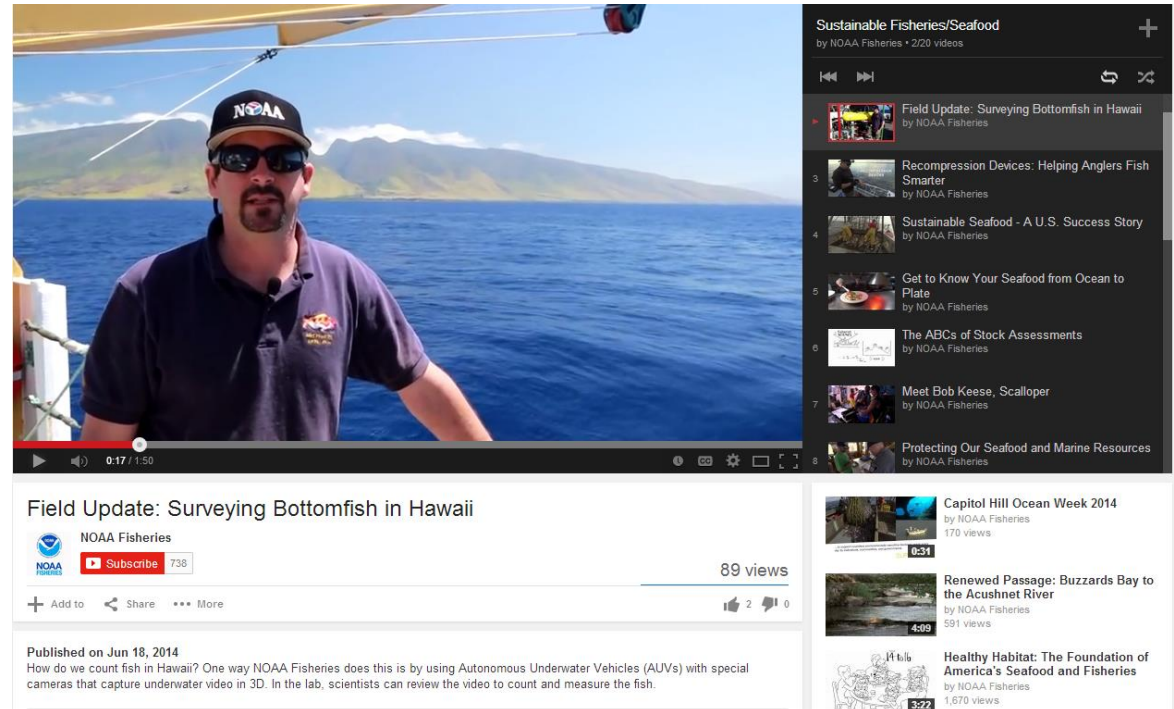 NOAA
Sustainable Fisheries/Seafood
by NOAA Fisheries • 2/20 videos
Field Update: Surveying Bottomfish in Hawaii
by NOAA Fisheries
3
Recompression Devices: Helping Anglers Fish
Smarter
by NOAA Fisheries
4
Sustainable Seafood - A U.S. Success Story
by NOAA Fisheries
5
Get to Know Your Seafood from Ocean to
Plate
by NOAA Fisheries
6
The ABCs of Stock Assessments
by NOAA Fisheries
7
Meet Bob Keese, Scalloper
by NOAA Fisheries
8
Protecting Our Seafood and Marine Resources
by NOAA Fisheries
0:17 / 1:50
CC
Field Update: Surveying Bottomfish in Hawaii
NOAA
FISHERIES
NOAA Fisheries
Subscribe 738
89 views
Add to Share More
2 0
Published on Jun 18, 2014
How do we count fish in Hawaii? One way NOAA Fisheries does this is by using Autonomous Underwater Vehicles (AUVs) with special
cameras that capture underwater video in 3D. In the lab, scientists can review the video to count and measure the fish.
Capitol Hill Ocean Week 2014
by NOAA Fisheries
170 views
0:31
Renewed Passage: Buzzards Bay to
the Acushnet River
by NOAA Fisheries
591 views
4:09
Healthy Habitat: The Foundation of
America's Seafood and Fisheries
by NOAA Fisheries
1,670 views
3:22